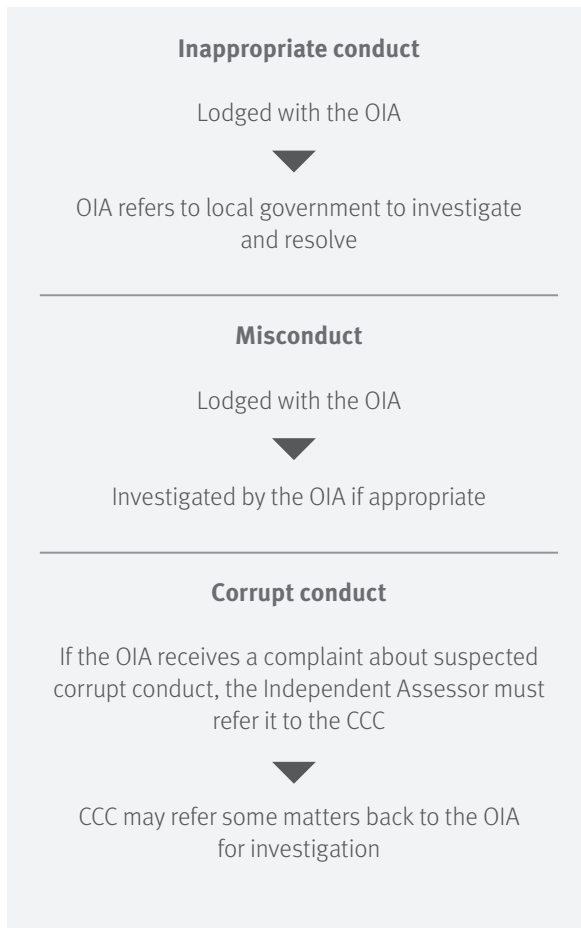 Inappropriate conduct
Lodged with the OIA
OIA refers to local government to investigate
and resolve
Misconduct
Lodged with the OIA
Investigated by the OIA if appropriate
Corrupt conduct
If the OIA receives a complaint about suspected
corrupt conduct, the Independent Assessor must
refer it to the CCC
CCC may refer some matters back to the OIA
for investigation